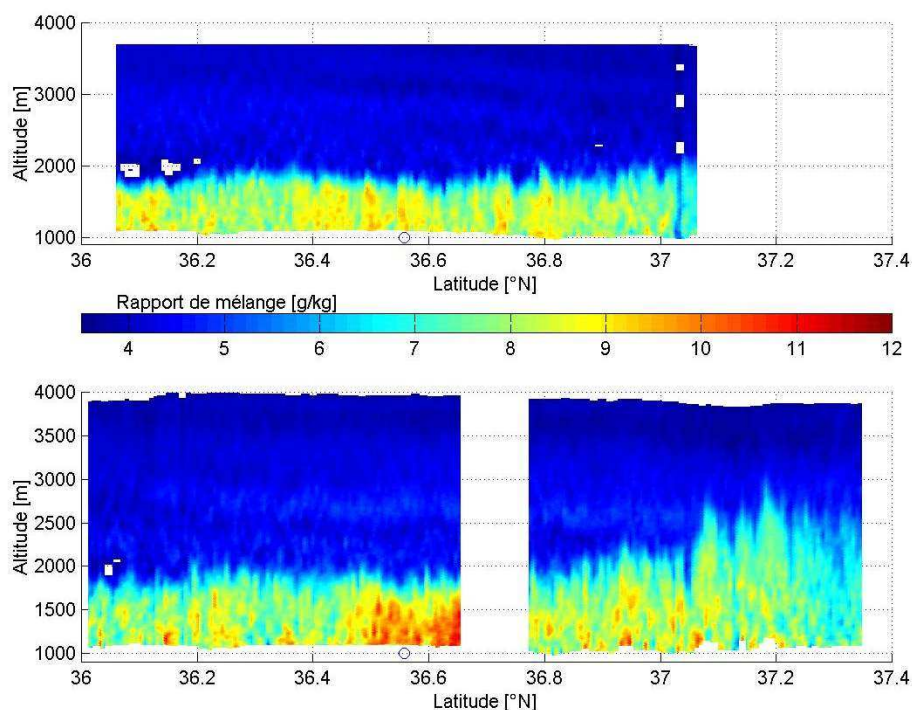 4000
3000
2000
1000
Altitude [m]
36 36.2 36.4 36.6 36.8 37 37.2 37.4
Latitude [°N]
Rapport de mélange [g/kg]
4 5 6 7 8 9 10 11 12
4000
3500
3000
2500
2000
1500
1000
Altitude [m]
36 36.2 36.4 36.6 36.8 37 37.2 37.4
Latitude [°N]